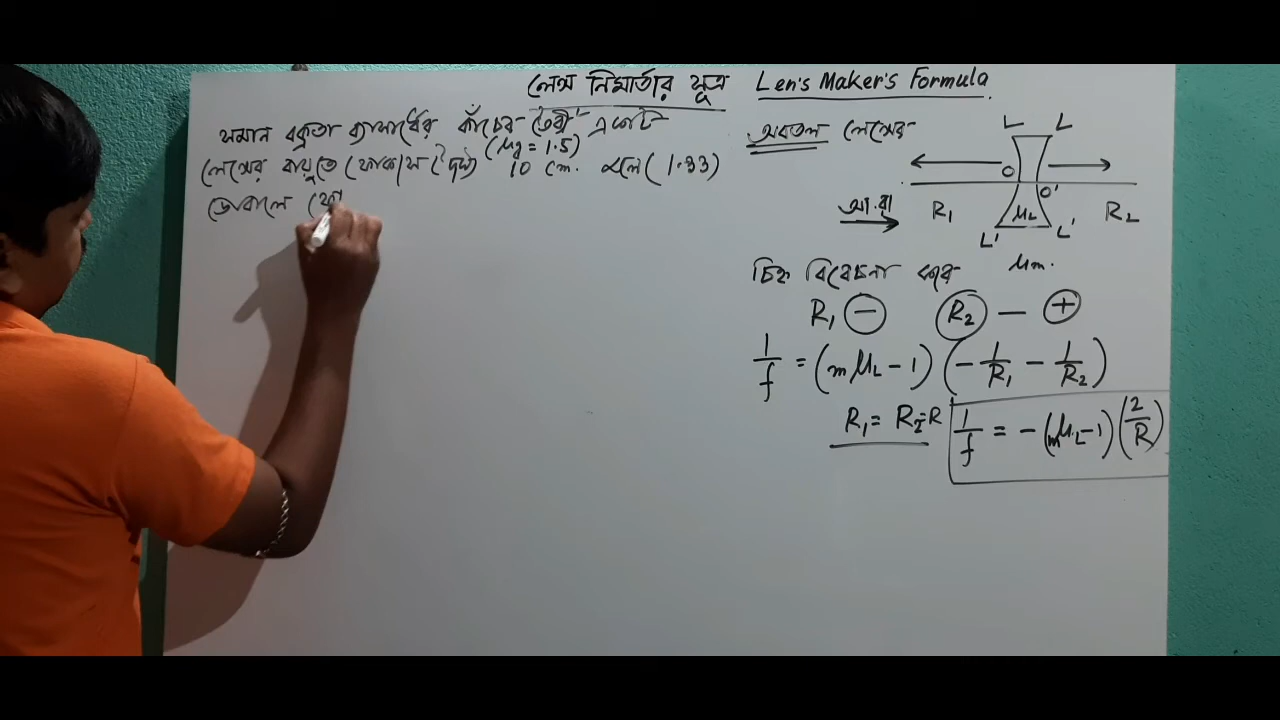 লেন্স নির্মাতার সূত্র Len's Maker's Formula
সমান বক্রতা ব্যাসার্ধের কাঁচের তৈরী একটি
(μg = 1.5)
লেন্সের বায়ুতে ফোকাস দৈর্ঘ্য 10 cm. জলে (1.33)
ডোবালে ফো
অবতল লেন্সের
L L
O O'
আ.রা R₁ μL R₂
L' L'
μm.
চিহ্ন বিবেচনা করে
R₁ − R₂ — +
1/f = (mμL − 1) (− 1/R₁ − 1/R₂)
R₁ = R₂ = R
1/f = − (mμL − 1) (2/R)